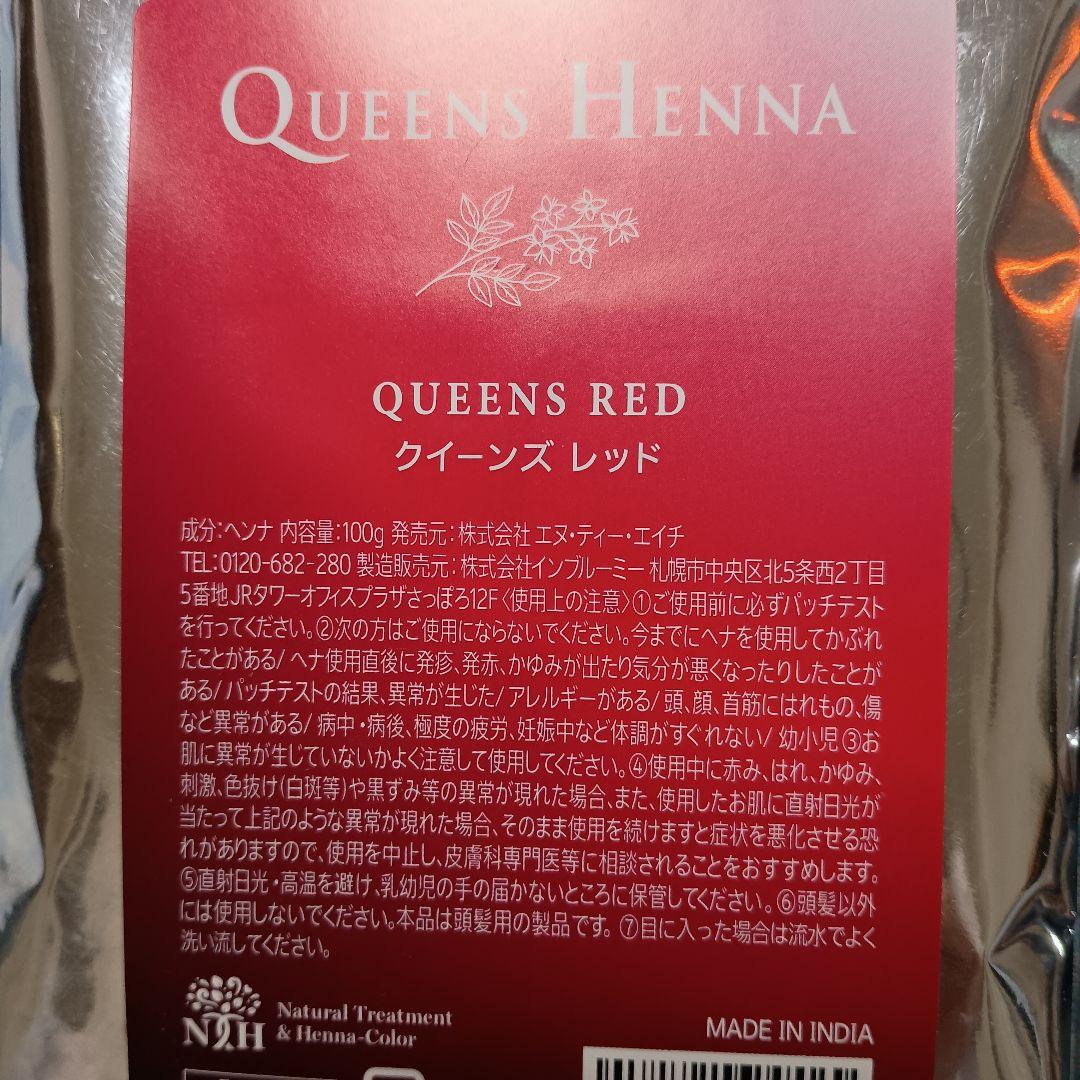 QUEENS HENNA
QUEENS RED
クイーンズ レッド
成分:ヘンナ 内容量:100g 発売元:株式会社 エヌ・ティー・エイチ
TEL:0120-682-280 製造販売元:株式会社インブルーミー 札幌市中央区北5条西2丁目
5番地JRタワーオフィスプラザさっぽろ12F〈使用上の注意〉①ご使用前に必ずパッチテスト
を行ってください。②次の方はご使用にならないでください。今までにヘナを使用してかぶれ
たことがある/ ヘナ使用直後に発疹、発赤、かゆみが出たり気分が悪くなったりしたことが
ある/ パッチテストの結果、異常が生じた/ アレルギーがある/ 頭、顔、首筋にはれもの、傷
など異常がある/ 病中・病後、極度の疲労、妊娠中など体調がすぐれない/ 幼小児 ③お
肌に異常が生じていないかよく注意して使用してください。④使用中に赤み、はれ、かゆみ、
刺激、色抜け(白斑等)や黒ずみ等の異常が現れた場合、また、使用したお肌に直射日光が
当たって上記のような異常が現れた場合、そのまま使用を続けますと症状を悪化させる恐
れがありますので、使用を中止し、皮膚科専門医等に相談されることをおすすめします。
⑤直射日光・高温を避け、乳幼児の手の届かないところに保管してください。⑥頭髪以外
には使用しないでください。本品は頭髪用の製品です。 ⑦目に入った場合は流水でよく
洗い流してください。
NTH
Natural Treatment
& Henna-Color
MADE IN INDIA